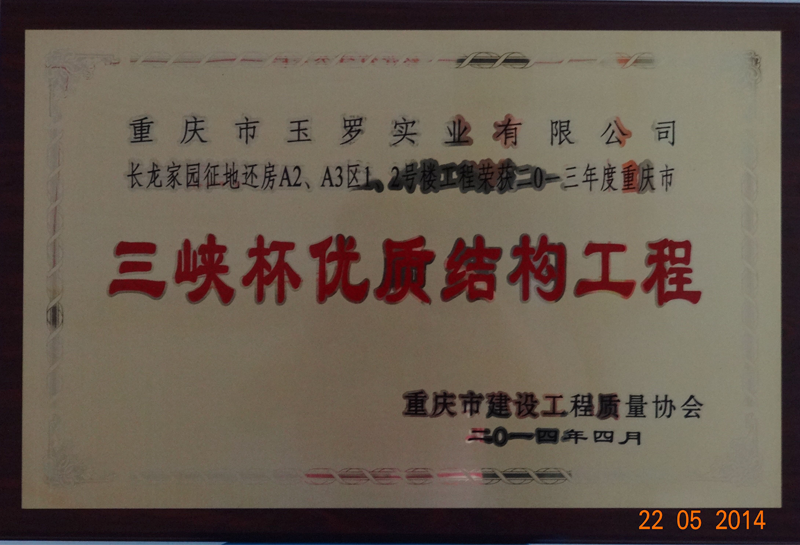 重庆市玉罗实业有限公司
长龙家园征地还房A2、A3区1、2号楼工程荣获二0一三年度重庆市
三峡杯优质结构工程
重庆市建设工程质量协会
二0一四年四月
22 05 2014